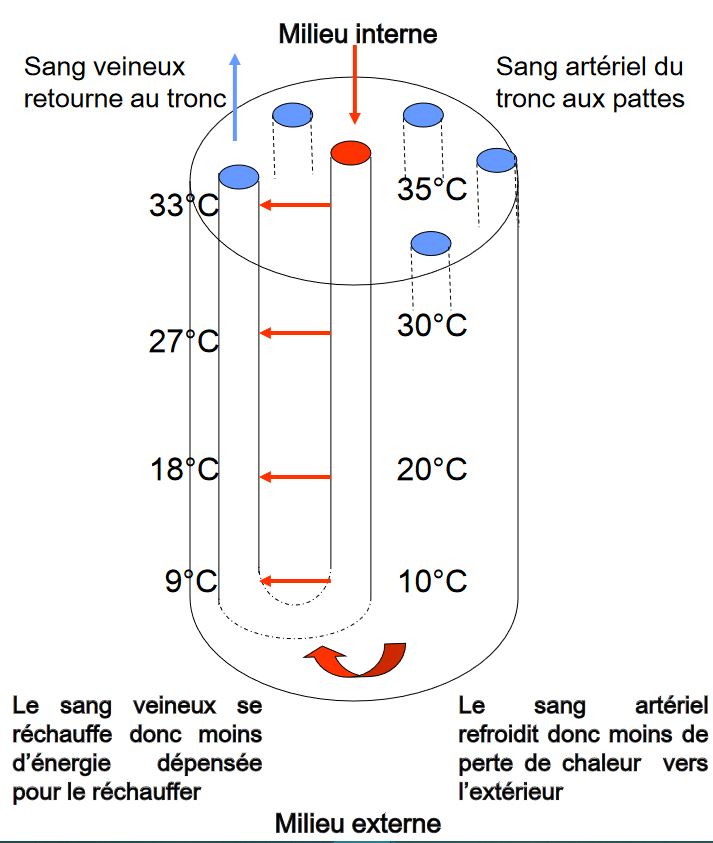 Milieu interne
Sang veineux
retourne au tronc
Sang artériel du
tronc aux pattes
33°C
35°C
27°C
30°C
18°C
20°C
9°C
10°C
Le sang veineux se
réchauffe donc moins
d’énergie dépensée
pour le réchauffer
Le sang artériel
refroidit donc moins de
perte de chaleur vers
l’extérieur
Milieu externe